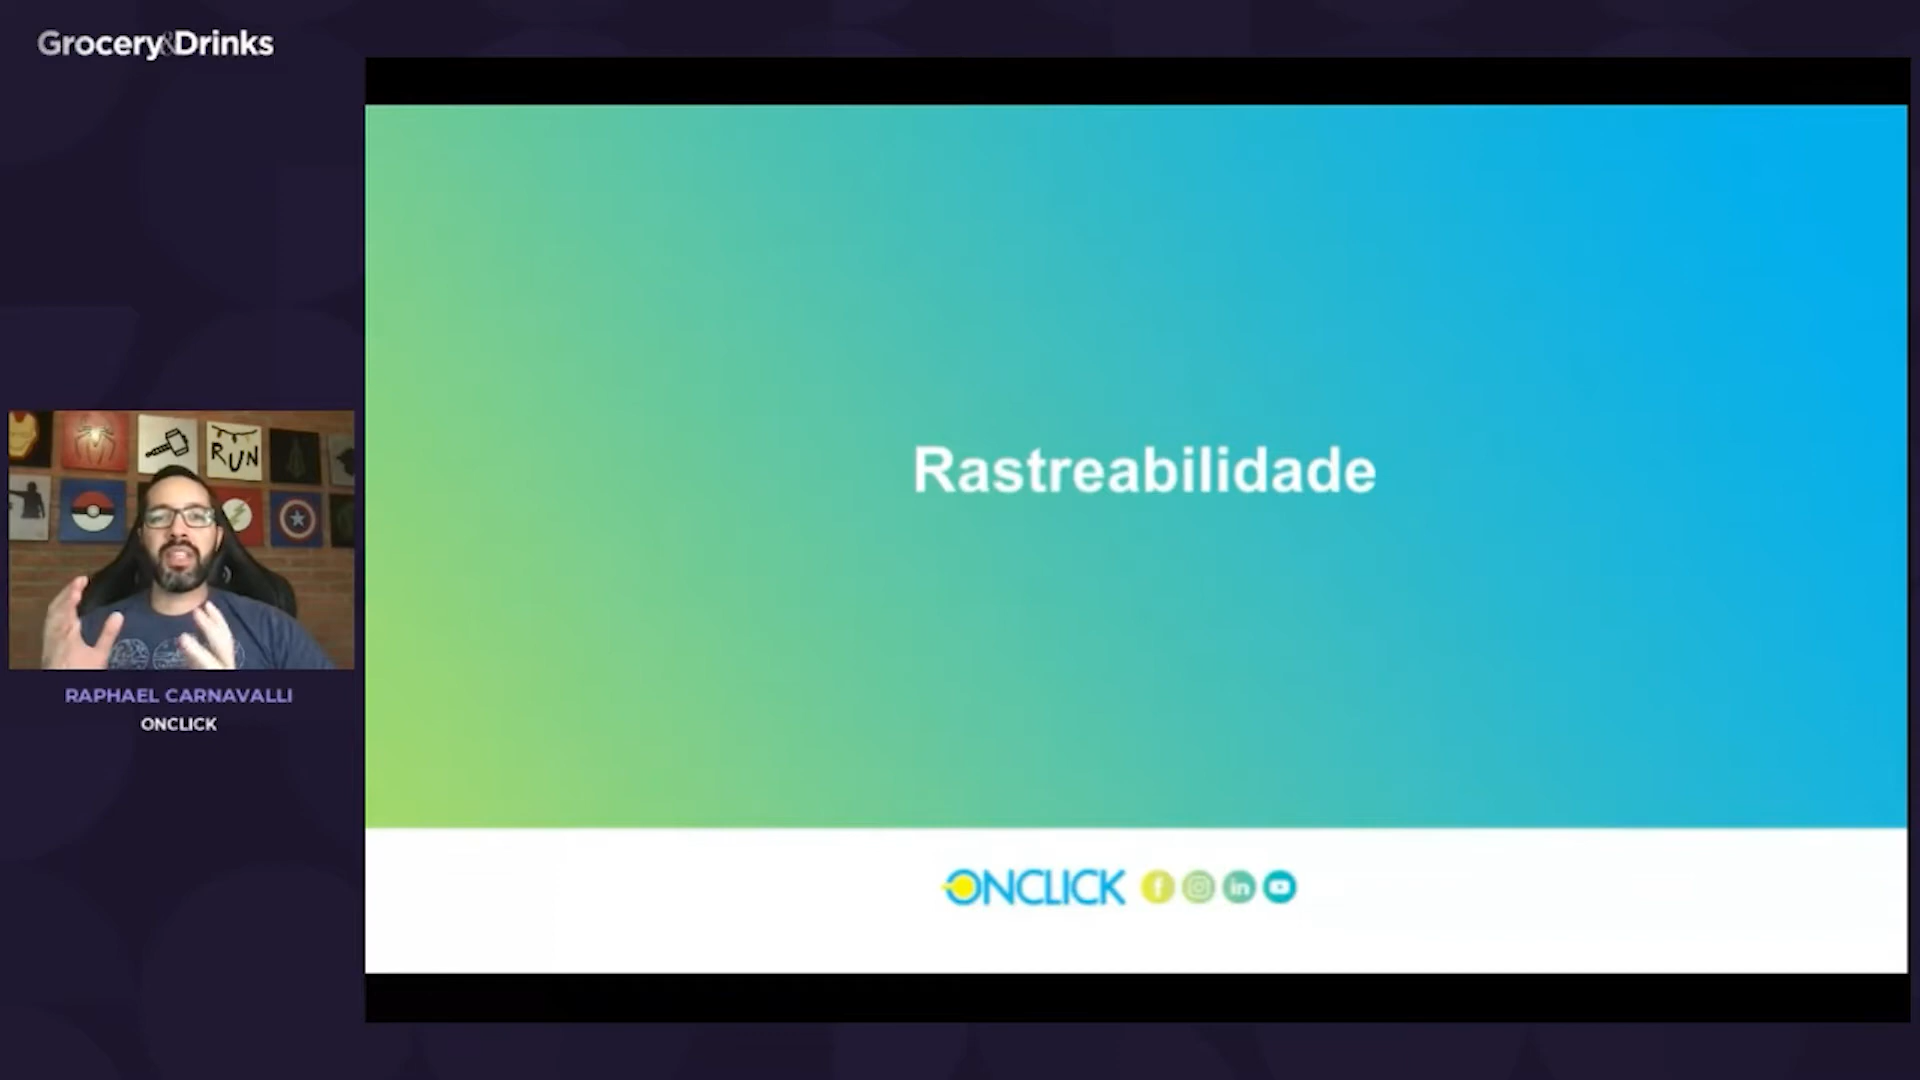 Grocery&Drinks
Rastreabilidade
RUN
RAPHAEL CARNAVALLI
ONCLICK
ONCLICK